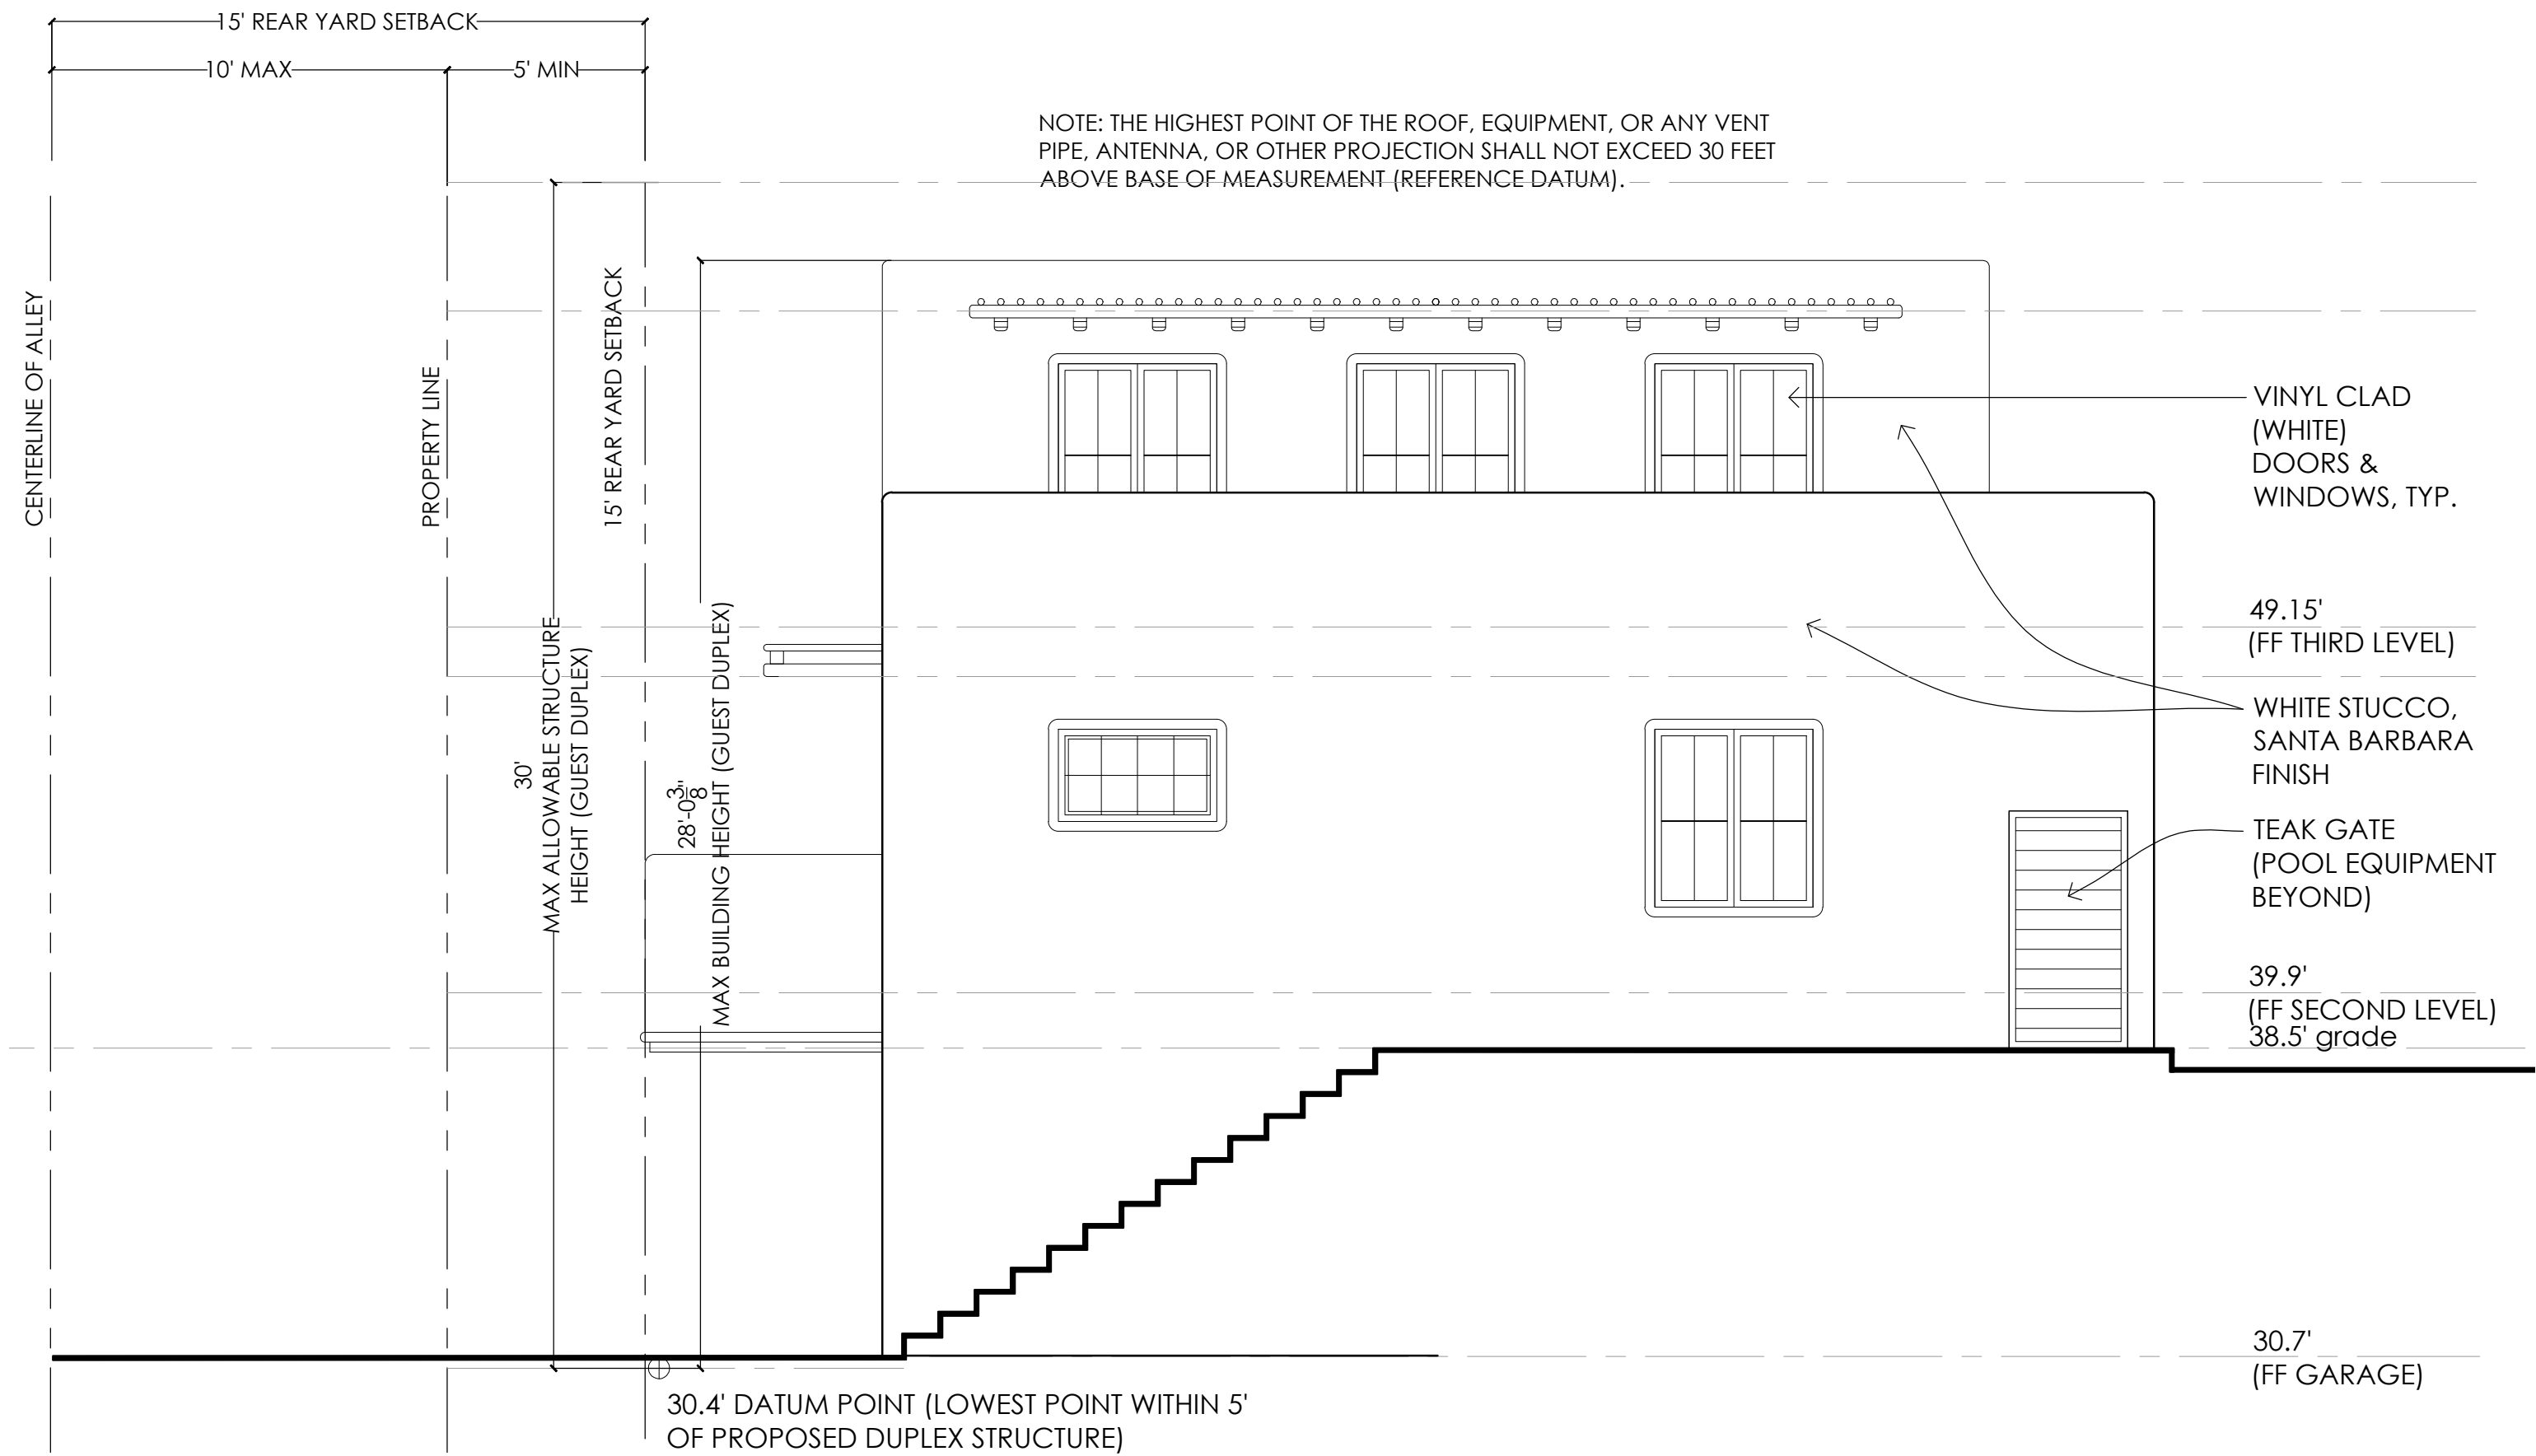 15' REAR YARD SETBACK
10' MAX
5' MIN
NOTE: THE HIGHEST POINT OF THE ROOF, EQUIPMENT, OR ANY VENT
PIPE, ANTENNA, OR OTHER PROJECTION SHALL NOT EXCEED 30 FEET
ABOVE BASE OF MEASUREMENT (REFERENCE DATUM).
CENTERLINE OF ALLEY
PROPERTY LINE
15' REAR YARD SETBACK
30'
MAX ALLOWABLE STRUCTURE
HEIGHT (GUEST DUPLEX)
28'-0 3/8"
MAX BUILDING HEIGHT (GUEST DUPLEX)
VINYL CLAD
(WHITE)
DOORS &
WINDOWS, TYP.
49.15'
(FF THIRD LEVEL)
WHITE STUCCO,
SANTA BARBARA
FINISH
TEAK GATE
(POOL EQUIPMENT
BEYOND)
39.9'
(FF SECOND LEVEL)
38.5' grade
30.7'
(FF GARAGE)
30.4' DATUM POINT (LOWEST POINT WITHIN 5'
OF PROPOSED DUPLEX STRUCTURE)